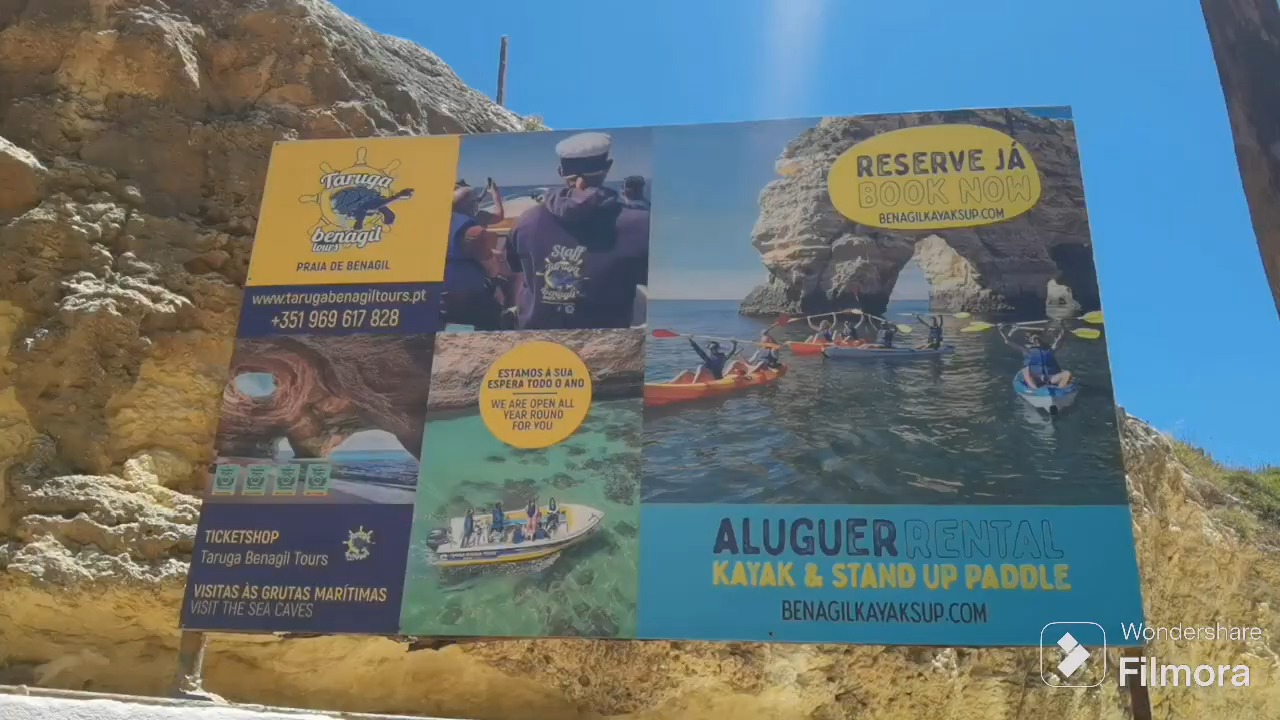 Taruga
benagil
tours
PRAIA DE BENAGIL
www.tarugabenagiltours.pt
+351 969 617 828
Staff
Taruga
Benagil
ESTAMOS À SUA
ESPERA TODO O ANO
WE ARE OPEN ALL
YEAR ROUND
FOR YOU
TICKETSHOP
Taruga Benagil Tours
VISITAS ÀS GRUTAS MARÍTIMAS
VISIT THE SEA CAVES
RESERVE JÁ
BOOK NOW
BENAGILKAYAKSUP.COM
ALUGUER RENTAL
KAYAK & STAND UP PADDLE
BENAGILKAYAKSUP.COM
Wondershare
Filmora